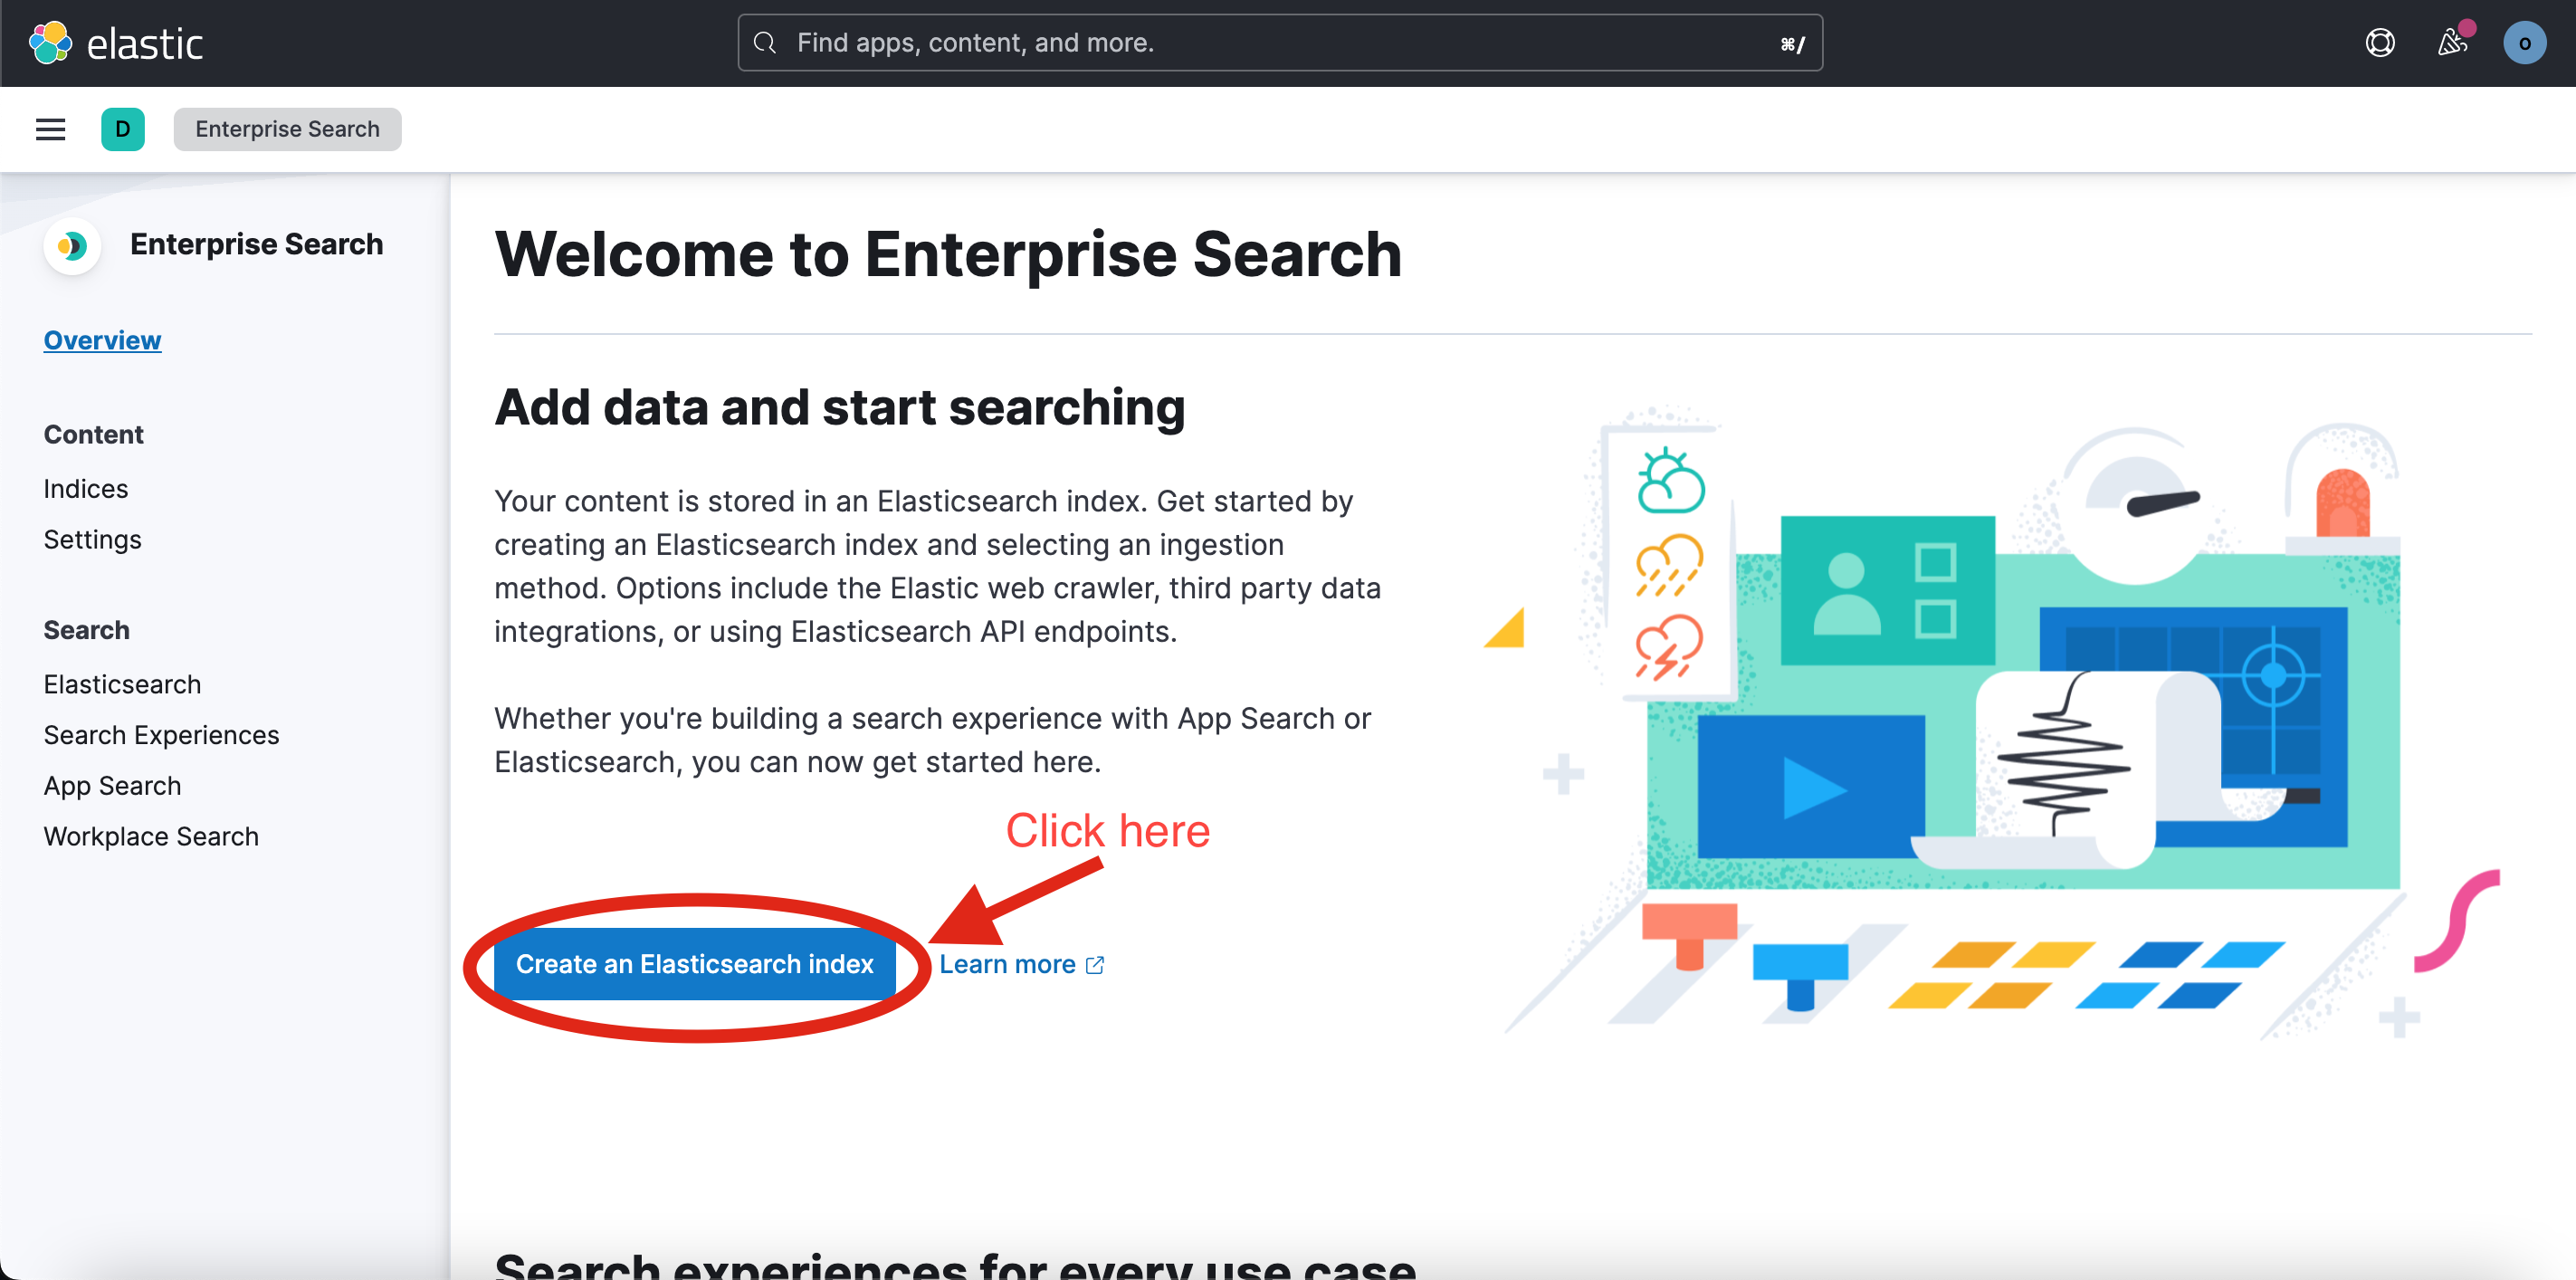 elastic
Find apps, content, and more.
⌘/
o
D
Enterprise Search
Enterprise Search
Overview
Content
Indices
Settings
Search
Elasticsearch
Search Experiences
App Search
Workplace Search
Welcome to Enterprise Search
Add data and start searching
Your content is stored in an Elasticsearch index. Get started by
creating an Elasticsearch index and selecting an ingestion
method. Options include the Elastic web crawler, third party data
integrations, or using Elasticsearch API endpoints.
Whether you're building a search experience with App Search or
Elasticsearch, you can now get started here.
Click here
Create an Elasticsearch index
Learn more
Search experiences for every use case